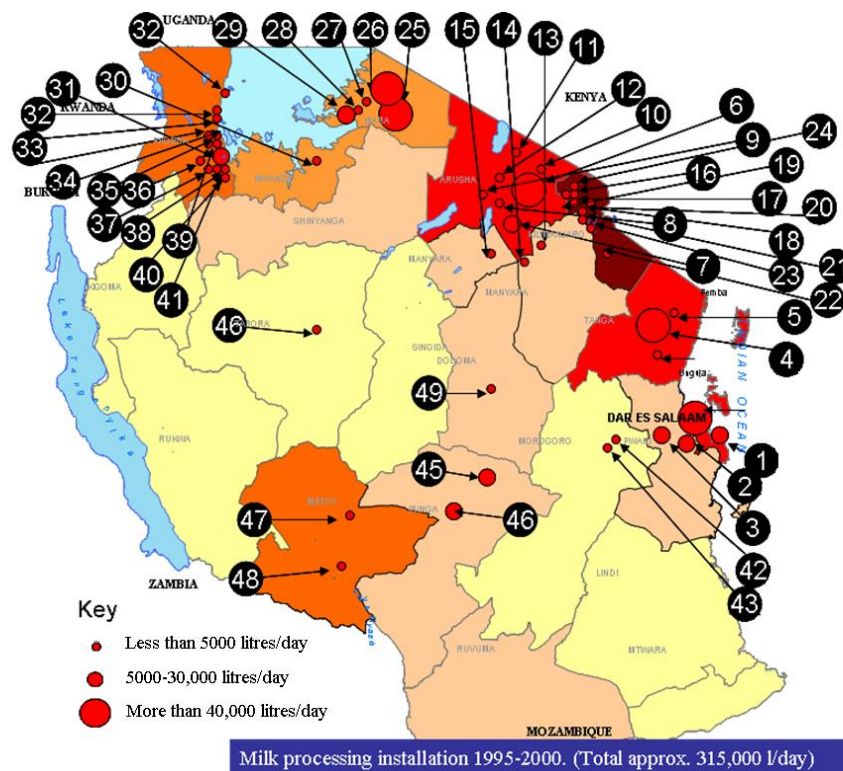 UGANDA
32
29
28
27
26
25
15
14
13
11
30
31
RWANDA
KENYA
12
10
6
9
24
32
33
34
35
36
37
38
39
40
41
ARUSHA
16
19
17
20
8
18
21
23
7
22
SHINYANGA
MANYARA
MANYARA
TANGA
Pemba
5
4
46
SINGIDA
DODOMA
49
Unguja
INDIAN OCEAN
DAR ES SALAAM
MOROGORO
PWANI
1
2
3
RUKWA
45
46
MBEYA
IRINGA
47
48
42
43
ZAMBIA
LINDI
MTWARA
RUVUMA
MOZAMBIQUE
Key
Less than 5000 litres/day
5000-30,000 litres/day
More than 40,000 litres/day
Milk processing installation 1995-2000. (Total approx. 315,000 l/day)